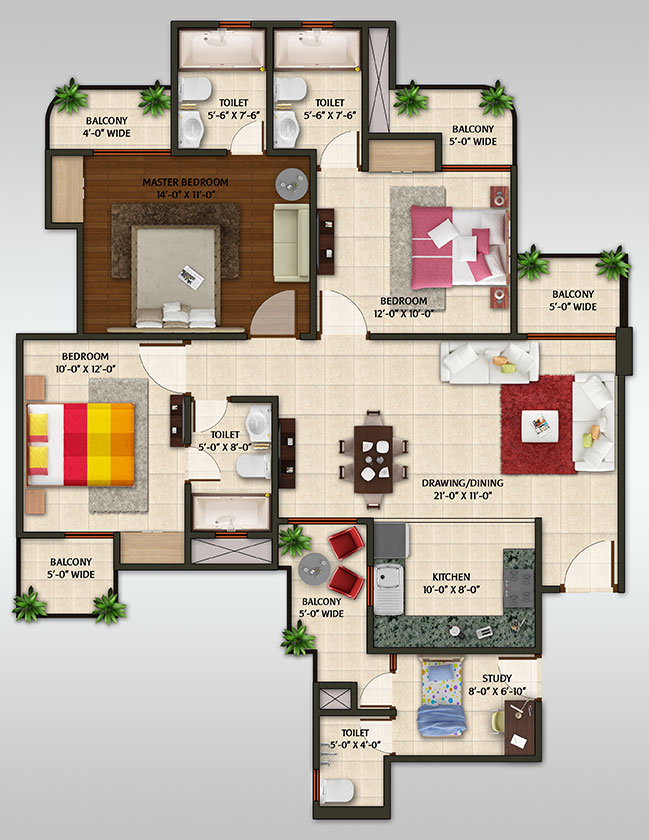 TOILET
5'-6" X 7'-6"
TOILET
5'-6" X 7'-6"
BALCONY
4'-0" WIDE
BALCONY
5'-0" WIDE
MASTER BEDROOM
14'-0" X 11'-0"
BEDROOM
12'-0" X 10'-0"
BALCONY
5'-0" WIDE
BEDROOM
10'-0" X 12'-0"
TOILET
5'-0" X 8'-0"
DRAWING/DINING
21'-0" X 11'-0"
BALCONY
5'-0" WIDE
KITCHEN
10'-0" X 8'-0"
BALCONY
5'-0" WIDE
STUDY
8'-0" X 6'-10"
TOILET
5'-0" X 4'-0"